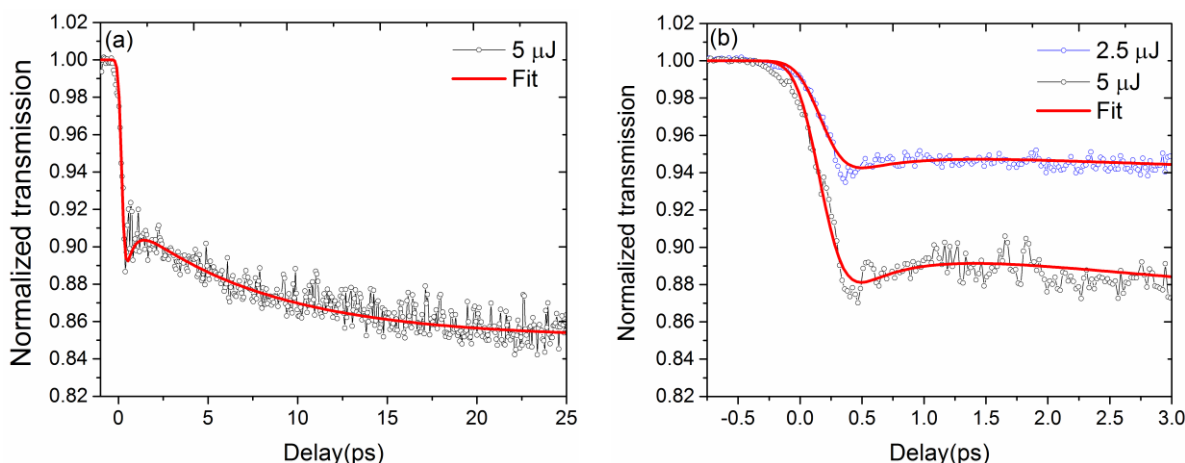 (a)
5 μJ
Fit
Normalized transmission
1.02
1.00
0.98
0.96
0.94
0.92
0.90
0.88
0.86
0.84
0.82
0 5 10 15 20 25
Delay(ps)
(b)
2.5 μJ
5 μJ
Fit
Normalized transmission
1.02
1.00
0.98
0.96
0.94
0.92
0.90
0.88
0.86
0.84
0.82
-0.5 0.0 0.5 1.0 1.5 2.0 2.5 3.0
Delay(ps)